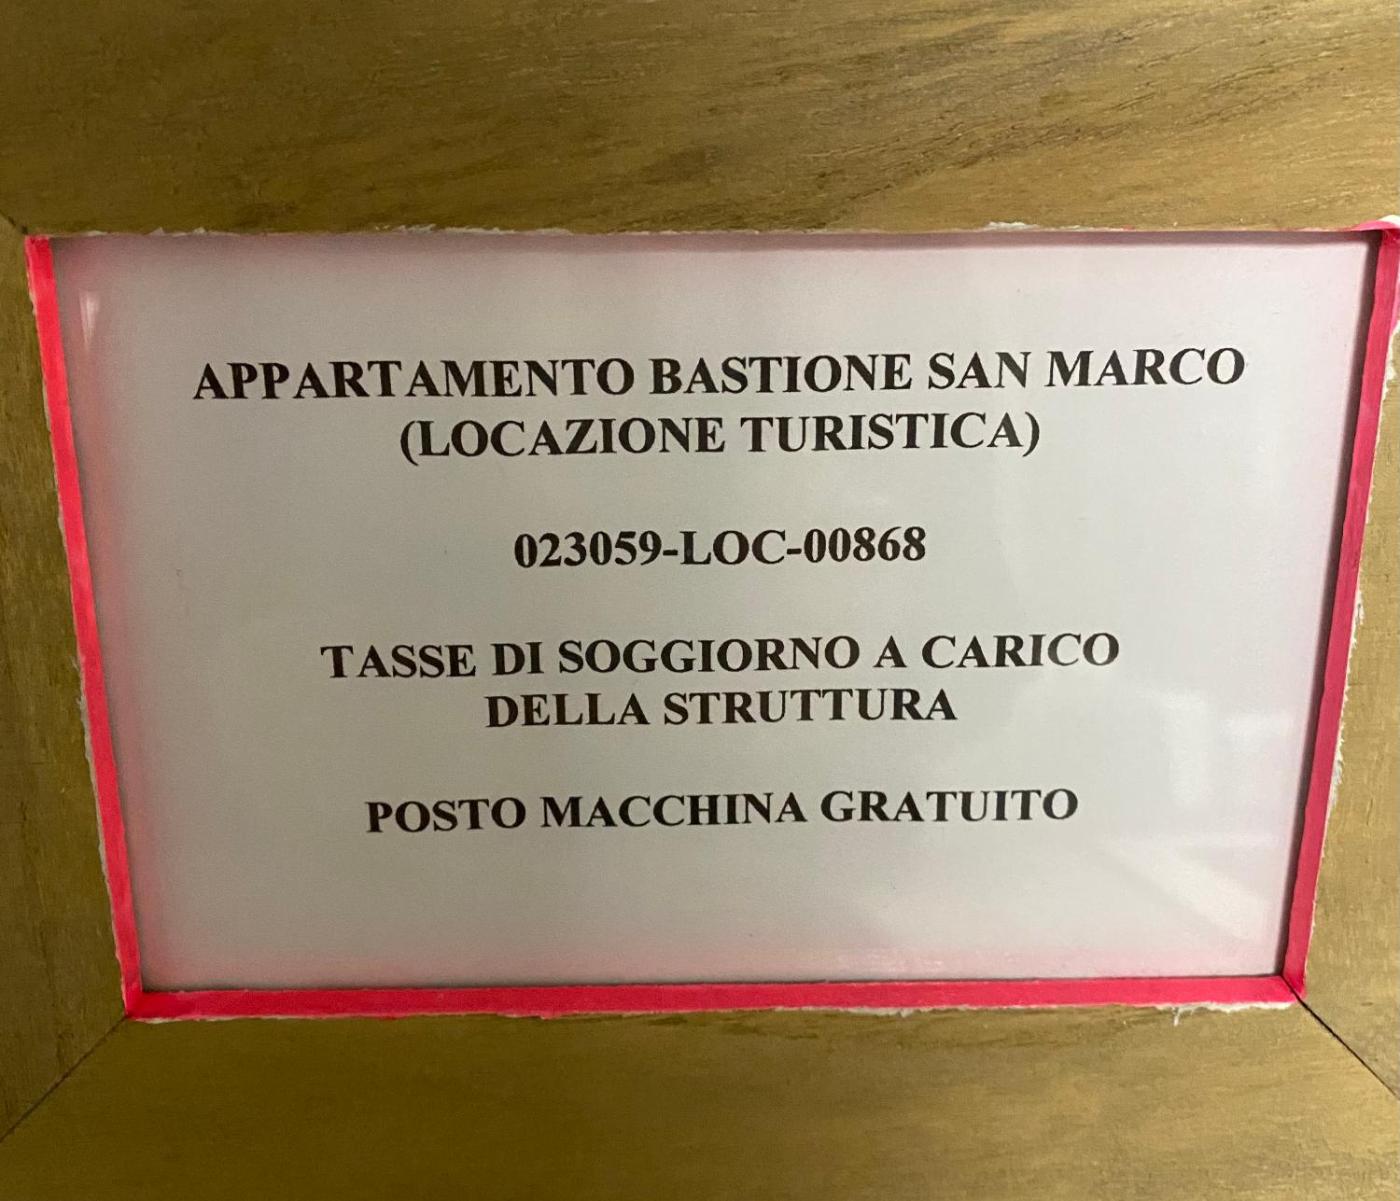 APPARTAMENTO BASTIONE SAN MARCO
(LOCAZIONE TURISTICA)
023059-LOC-00868
TASSE DI SOGGIORNO A CARICO
DELLA STRUTTURA
POSTO MACCHINA GRATUITO